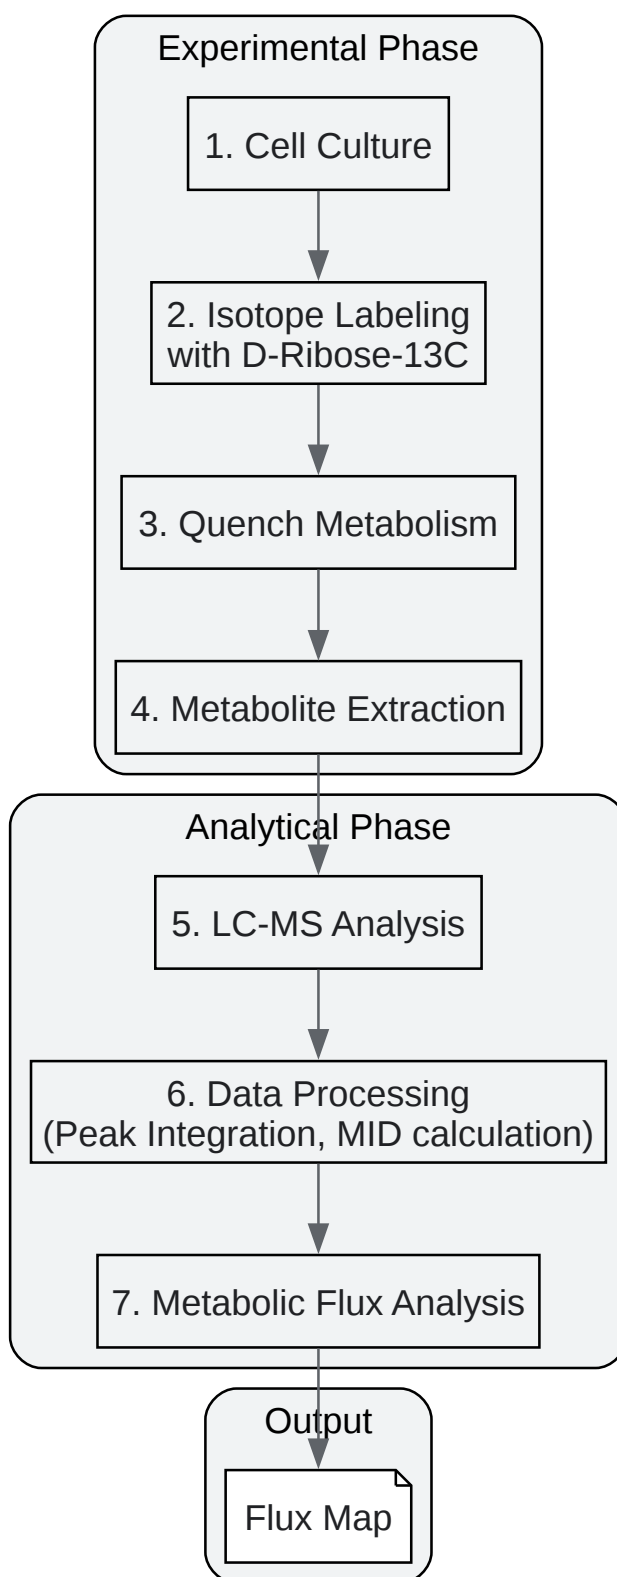 Experimental Phase
1. Cell Culture
2. Isotope Labeling
with D-Ribose-13C
3. Quench Metabolism
4. Metabolite Extraction
Analytical Phase
5. LC-MS Analysis
6. Data Processing
(Peak Integration, MID calculation)
7. Metabolic Flux Analysis
Output
Flux Map